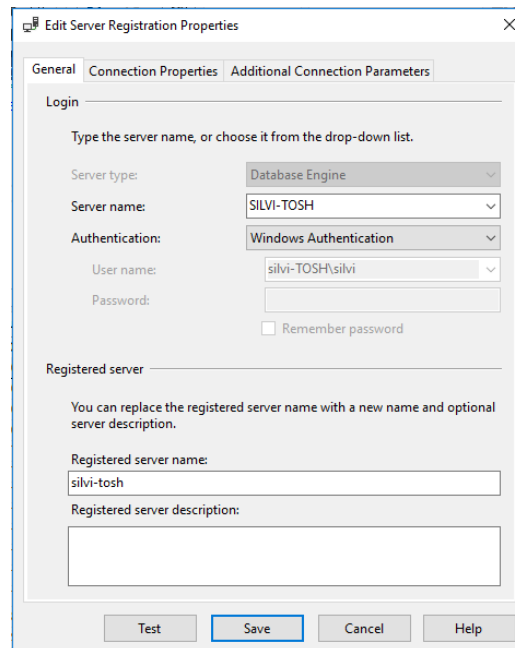 Edit Server Registration Properties
General Connection Properties Additional Connection Parameters
Login
Type the server name, or choose it from the drop-down list.
Server type: Database Engine
Server name: SILVI-TOSH
Authentication: Windows Authentication
User name: silvi-TOSH\silvi
Password:
Remember password
Registered server
You can replace the registered server name with a new name and optional
server description.
Registered server name:
silvi-tosh
Registered server description:
Test Save Cancel Help